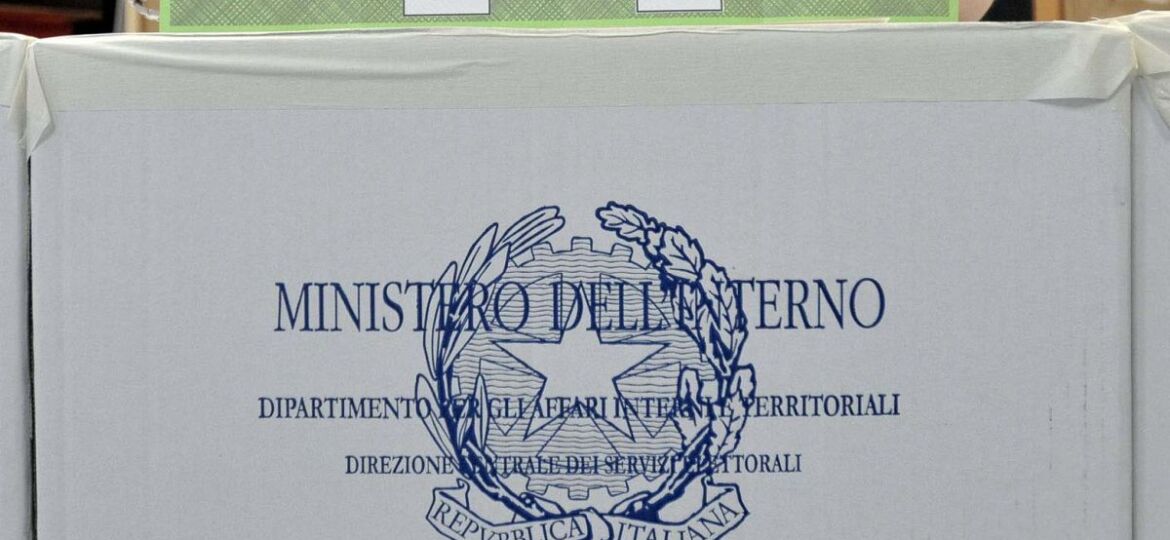 MINISTERO DELL'INTERNO
DIPARTIMENTO PER GLI AFFARI INTERNI E TERRITORIALI
DIREZIONE CENTRALE DEI SERVIZI ELETTORALI
REPVBBLICA ITALIANA